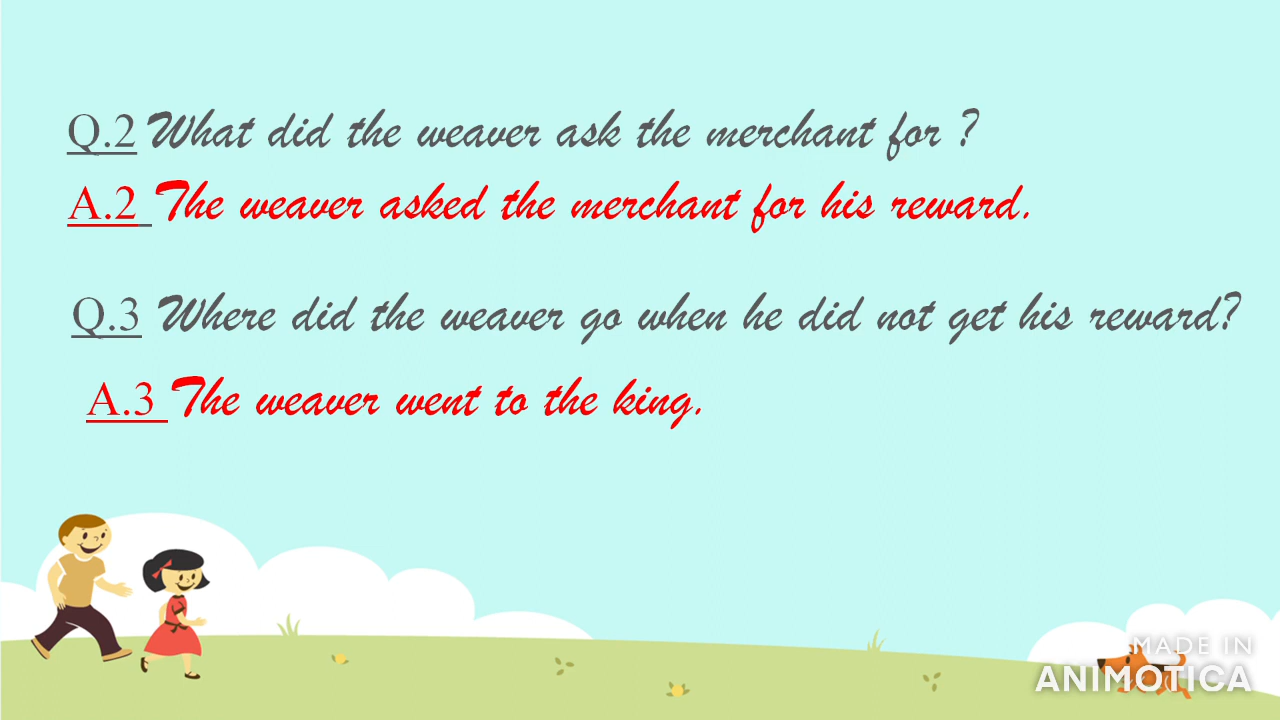 Q.2 What did the weaver ask the merchant for ?
A.2 The weaver asked the merchant for his reward.
Q.3 Where did the weaver go when he did not get his reward?
A.3 The weaver went to the king.
MADE IN
ANIMOTICA